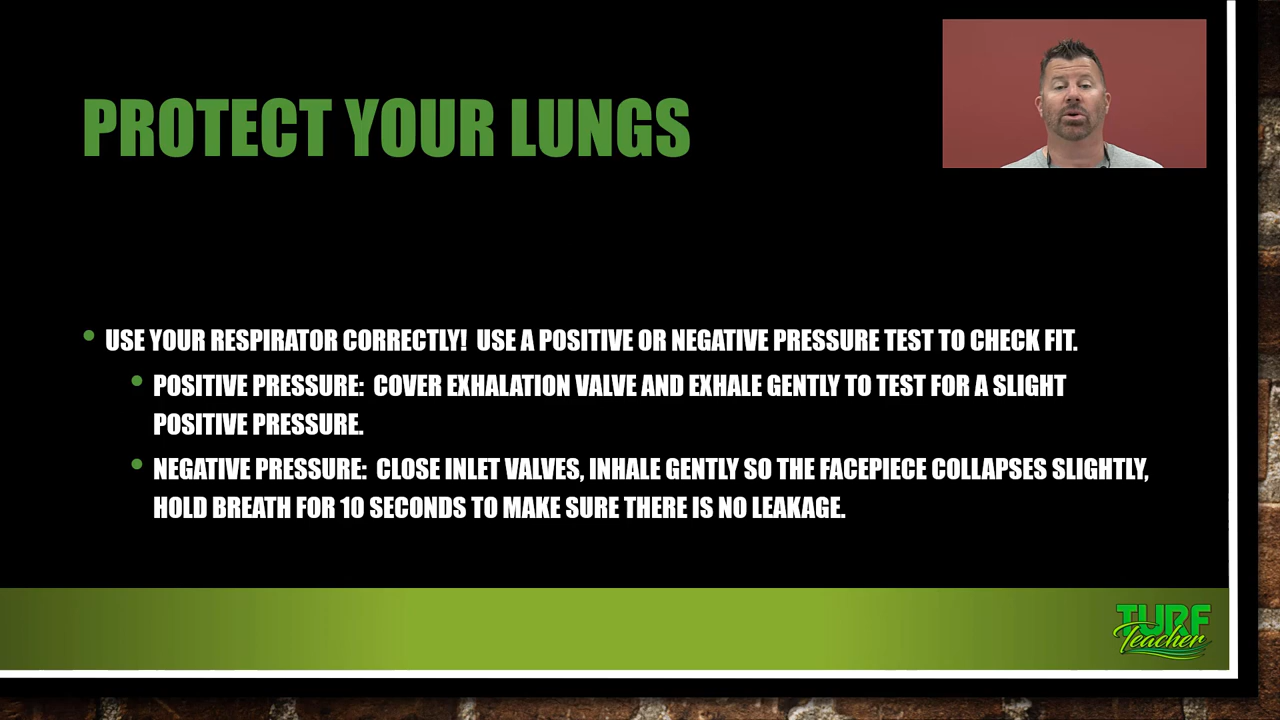 PROTECT YOUR LUNGS
• USE YOUR RESPIRATOR CORRECTLY!  USE A POSITIVE OR NEGATIVE PRESSURE TEST TO CHECK FIT.
• POSITIVE PRESSURE:  COVER EXHALATION VALVE AND EXHALE GENTLY TO TEST FOR A SLIGHT
POSITIVE PRESSURE.
• NEGATIVE PRESSURE:  CLOSE INLET VALVES, INHALE GENTLY SO THE FACEPIECE COLLAPSES SLIGHTLY,
HOLD BREATH FOR 10 SECONDS TO MAKE SURE THERE IS NO LEAKAGE.
TURF
Teacher